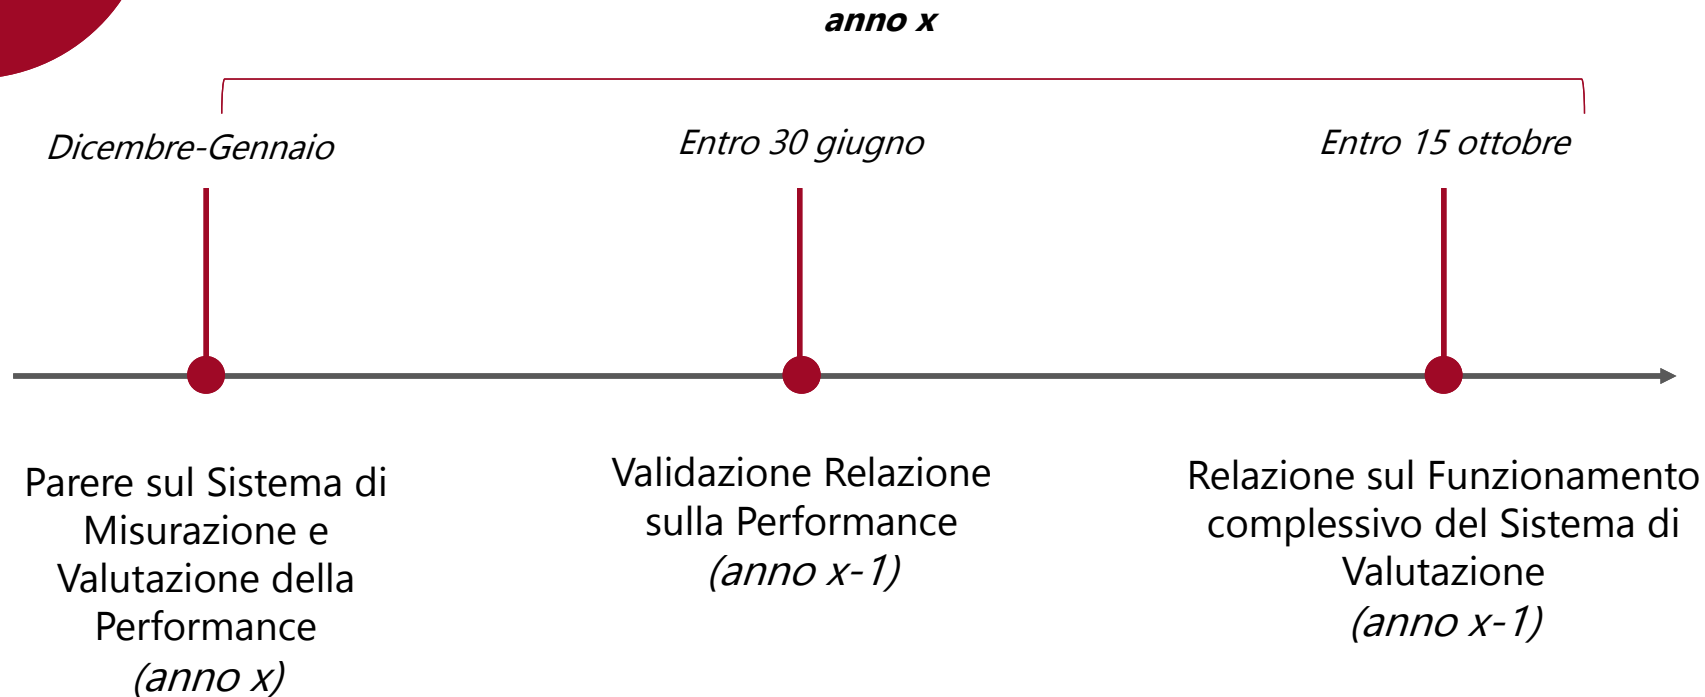 anno x
Dicembre-Gennaio
Entro 30 giugno
Entro 15 ottobre
Parere sul Sistema di
Misurazione e
Valutazione della
Performance
(anno x)
Validazione Relazione
sulla Performance
(anno x-1)
Relazione sul Funzionamento
complessivo del Sistema di
Valutazione
(anno x-1)